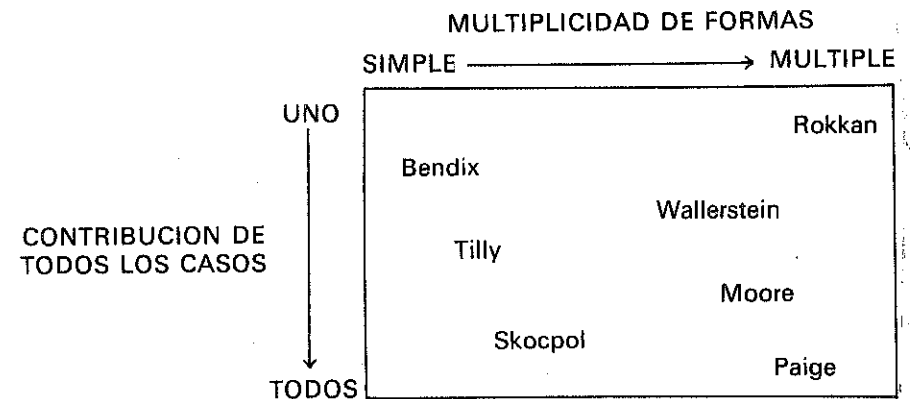 MULTIPLICIDAD DE FORMAS
SIMPLE MULTIPLE
UNO
Rokkan
Bendix
Wallerstein
CONTRIBUCION DE
TODOS LOS CASOS
Tilly
Moore
Skocpol
Paige
TODOS